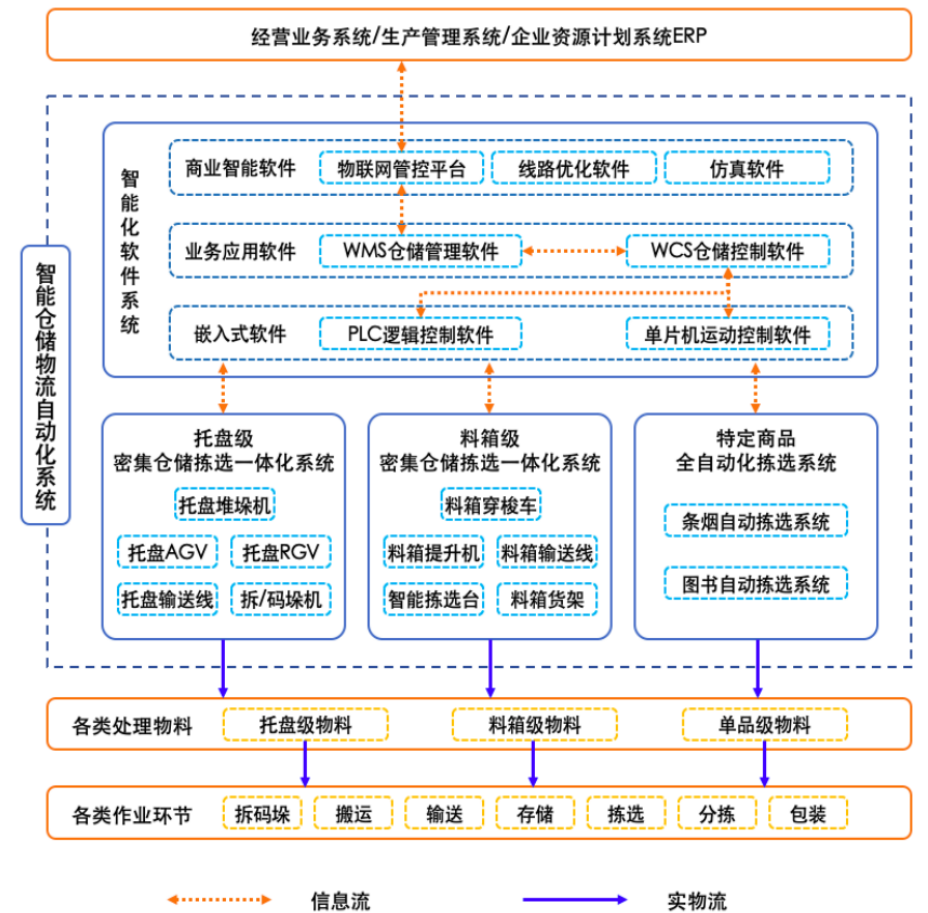 经营业务系统/生产管理系统/企业资源计划系统ERP
智能仓储物流自动化系统
智能化软件系统
商业智能软件
物联网管控平台
线路优化软件
仿真软件
业务应用软件
WMS仓储管理软件
WCS仓储控制软件
嵌入式软件
PLC逻辑控制软件
单片机运动控制软件
托盘级
密集仓储拣选一体化系统
托盘堆垛机
托盘AGV
托盘RGV
托盘输送线
拆/码垛机
料箱级
密集仓储拣选一体化系统
料箱穿梭车
料箱提升机
料箱输送线
智能拣选台
料箱货架
特定商品
全自动化拣选系统
条烟自动拣选系统
图书自动拣选系统
各类处理物料
托盘级物料
料箱级物料
单品级物料
各类作业环节
拆码垛
搬运
输送
存储
拣选
分拣
包装
信息流
实物流